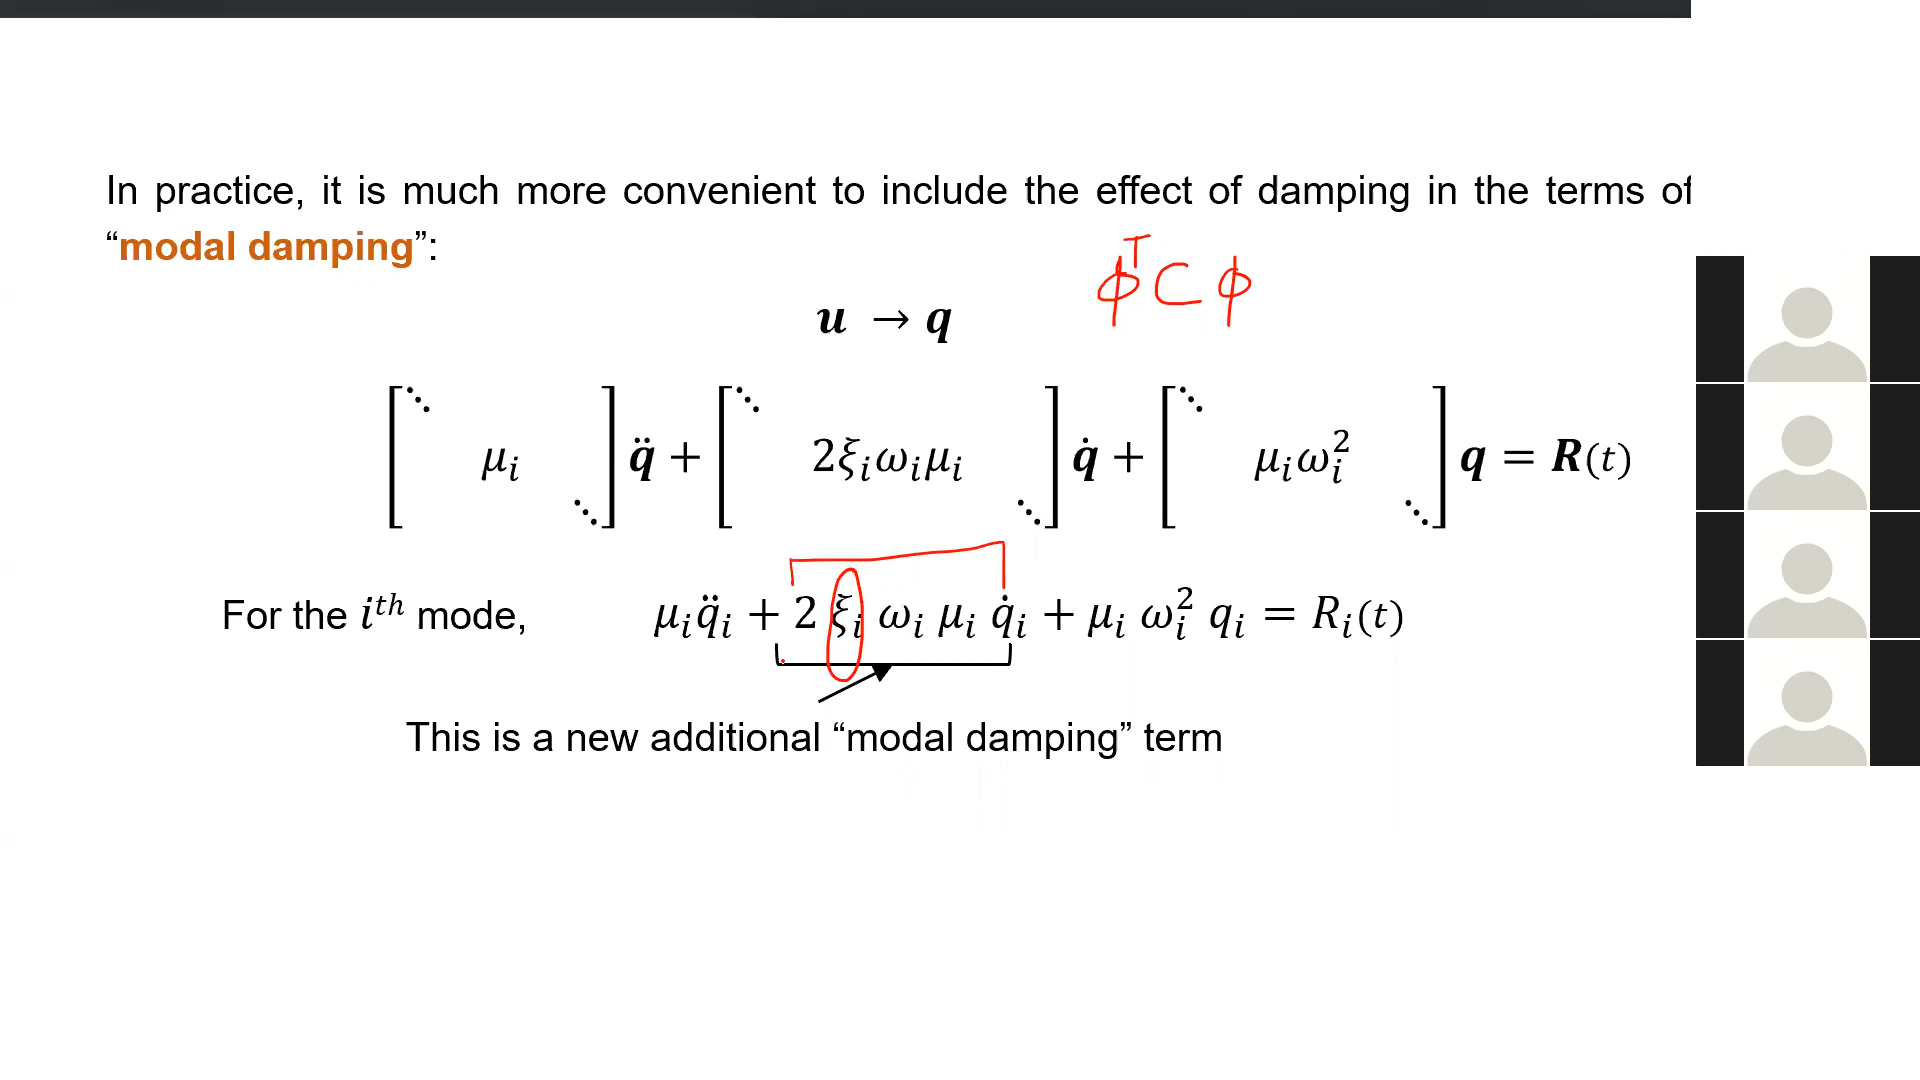 In practice, it is much more convenient to include the effect of damping in the terms of
“modal damping”:
ϕᵀ C ϕ
u → q
[⋱ μᵢ ⋱] q̈ + [⋱ 2ξᵢωᵢμᵢ ⋱] q̇ + [⋱ μᵢωᵢ² ⋱] q = R(t)
For the iᵗʰ mode, μᵢq̈ᵢ + 2 ξᵢ ωᵢ μᵢ q̇ᵢ + μᵢ ωᵢ² qᵢ = Rᵢ(t)
This is a new additional “modal damping” term